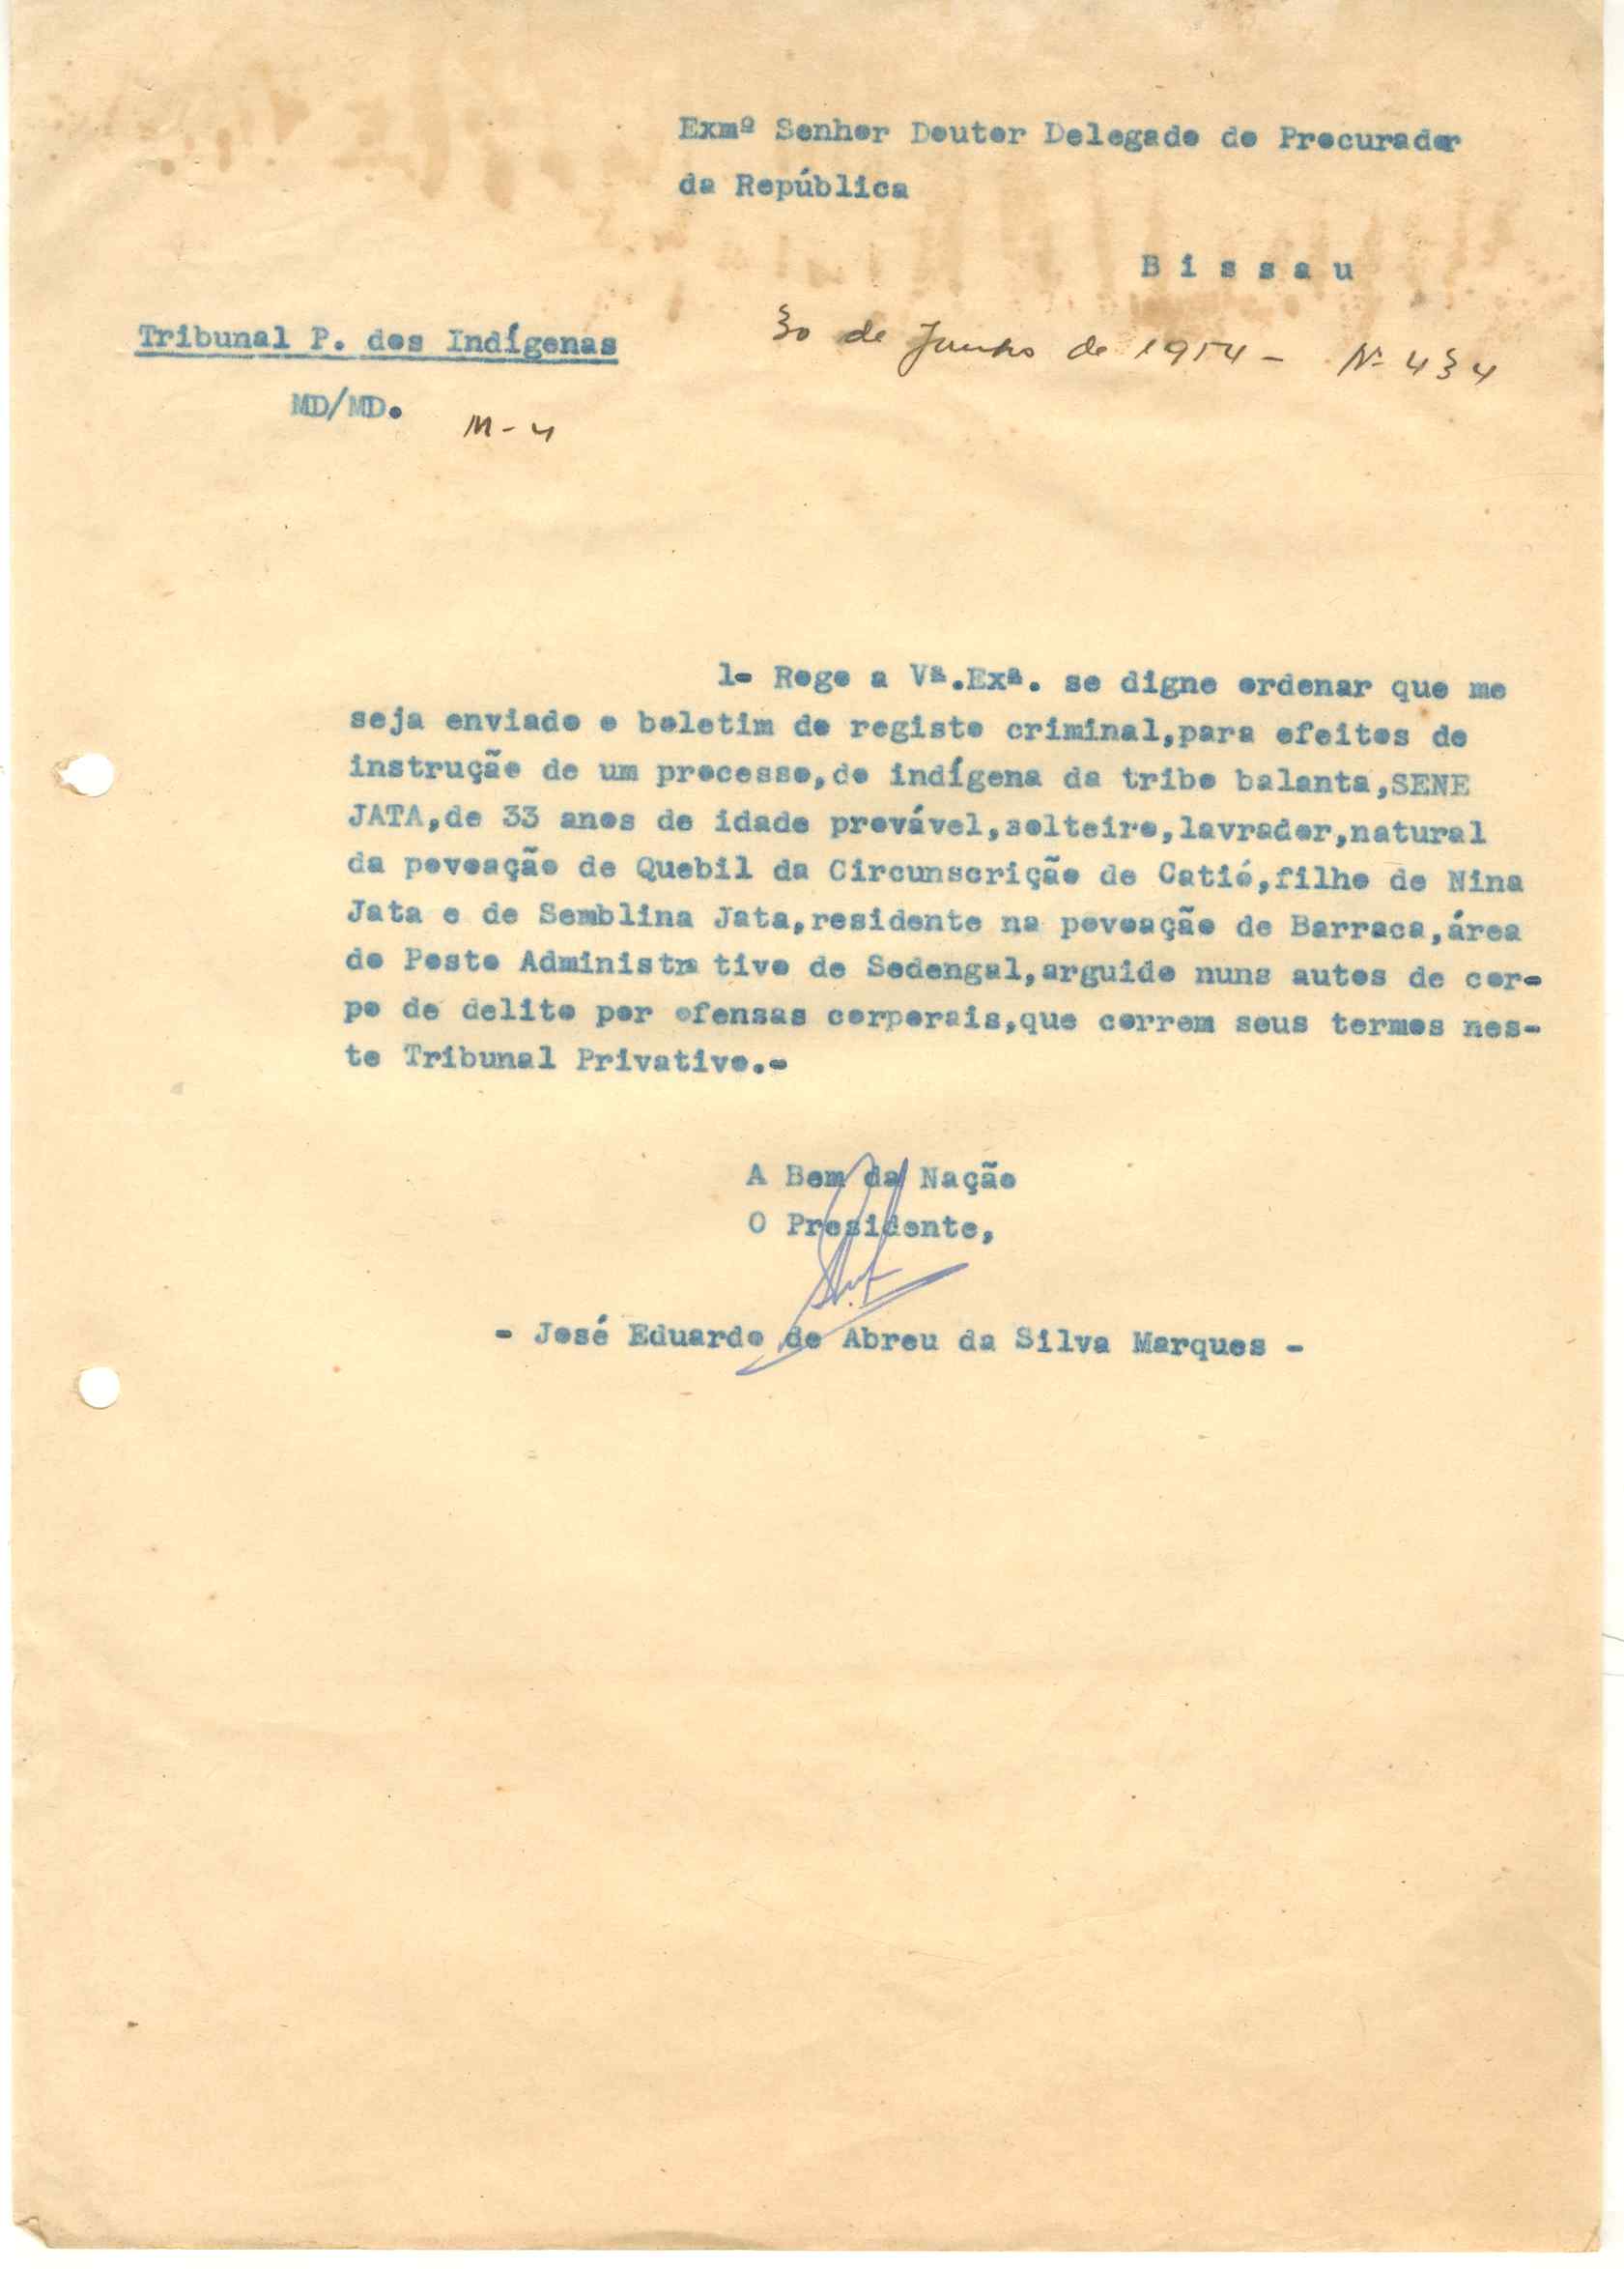 Exmº Senhor Doutor Delegado do Procurador
da República
Bissau
Tribunal P. dos Indígenas
30 de Junho de 1954 - Nº 434
MD/MD.
M-4
1- Rogo a Vª.Exª. se digne ordenar que me
seja enviado o boletim do registo criminal,para efeitos de
instrução de um processo,do indígena da tribo balanta,SENE
JATA,de 33 anos de idade provável,solteiro,lavrador,natural
da povoação de Quebil da Circunscrição de Catió,filho de Nina
Jata e de Semblina Jata,residente na povoação de Barraca,área
do Posto Administra tivo de Sedengal,arguido nuns autos de cor-
po de delito por ofensas corporais,que correm seus termos nes-
te Tribunal Privativo.-
A Bem da Nação
O Presidente,
- José Eduardo de Abreu da Silva Marques -